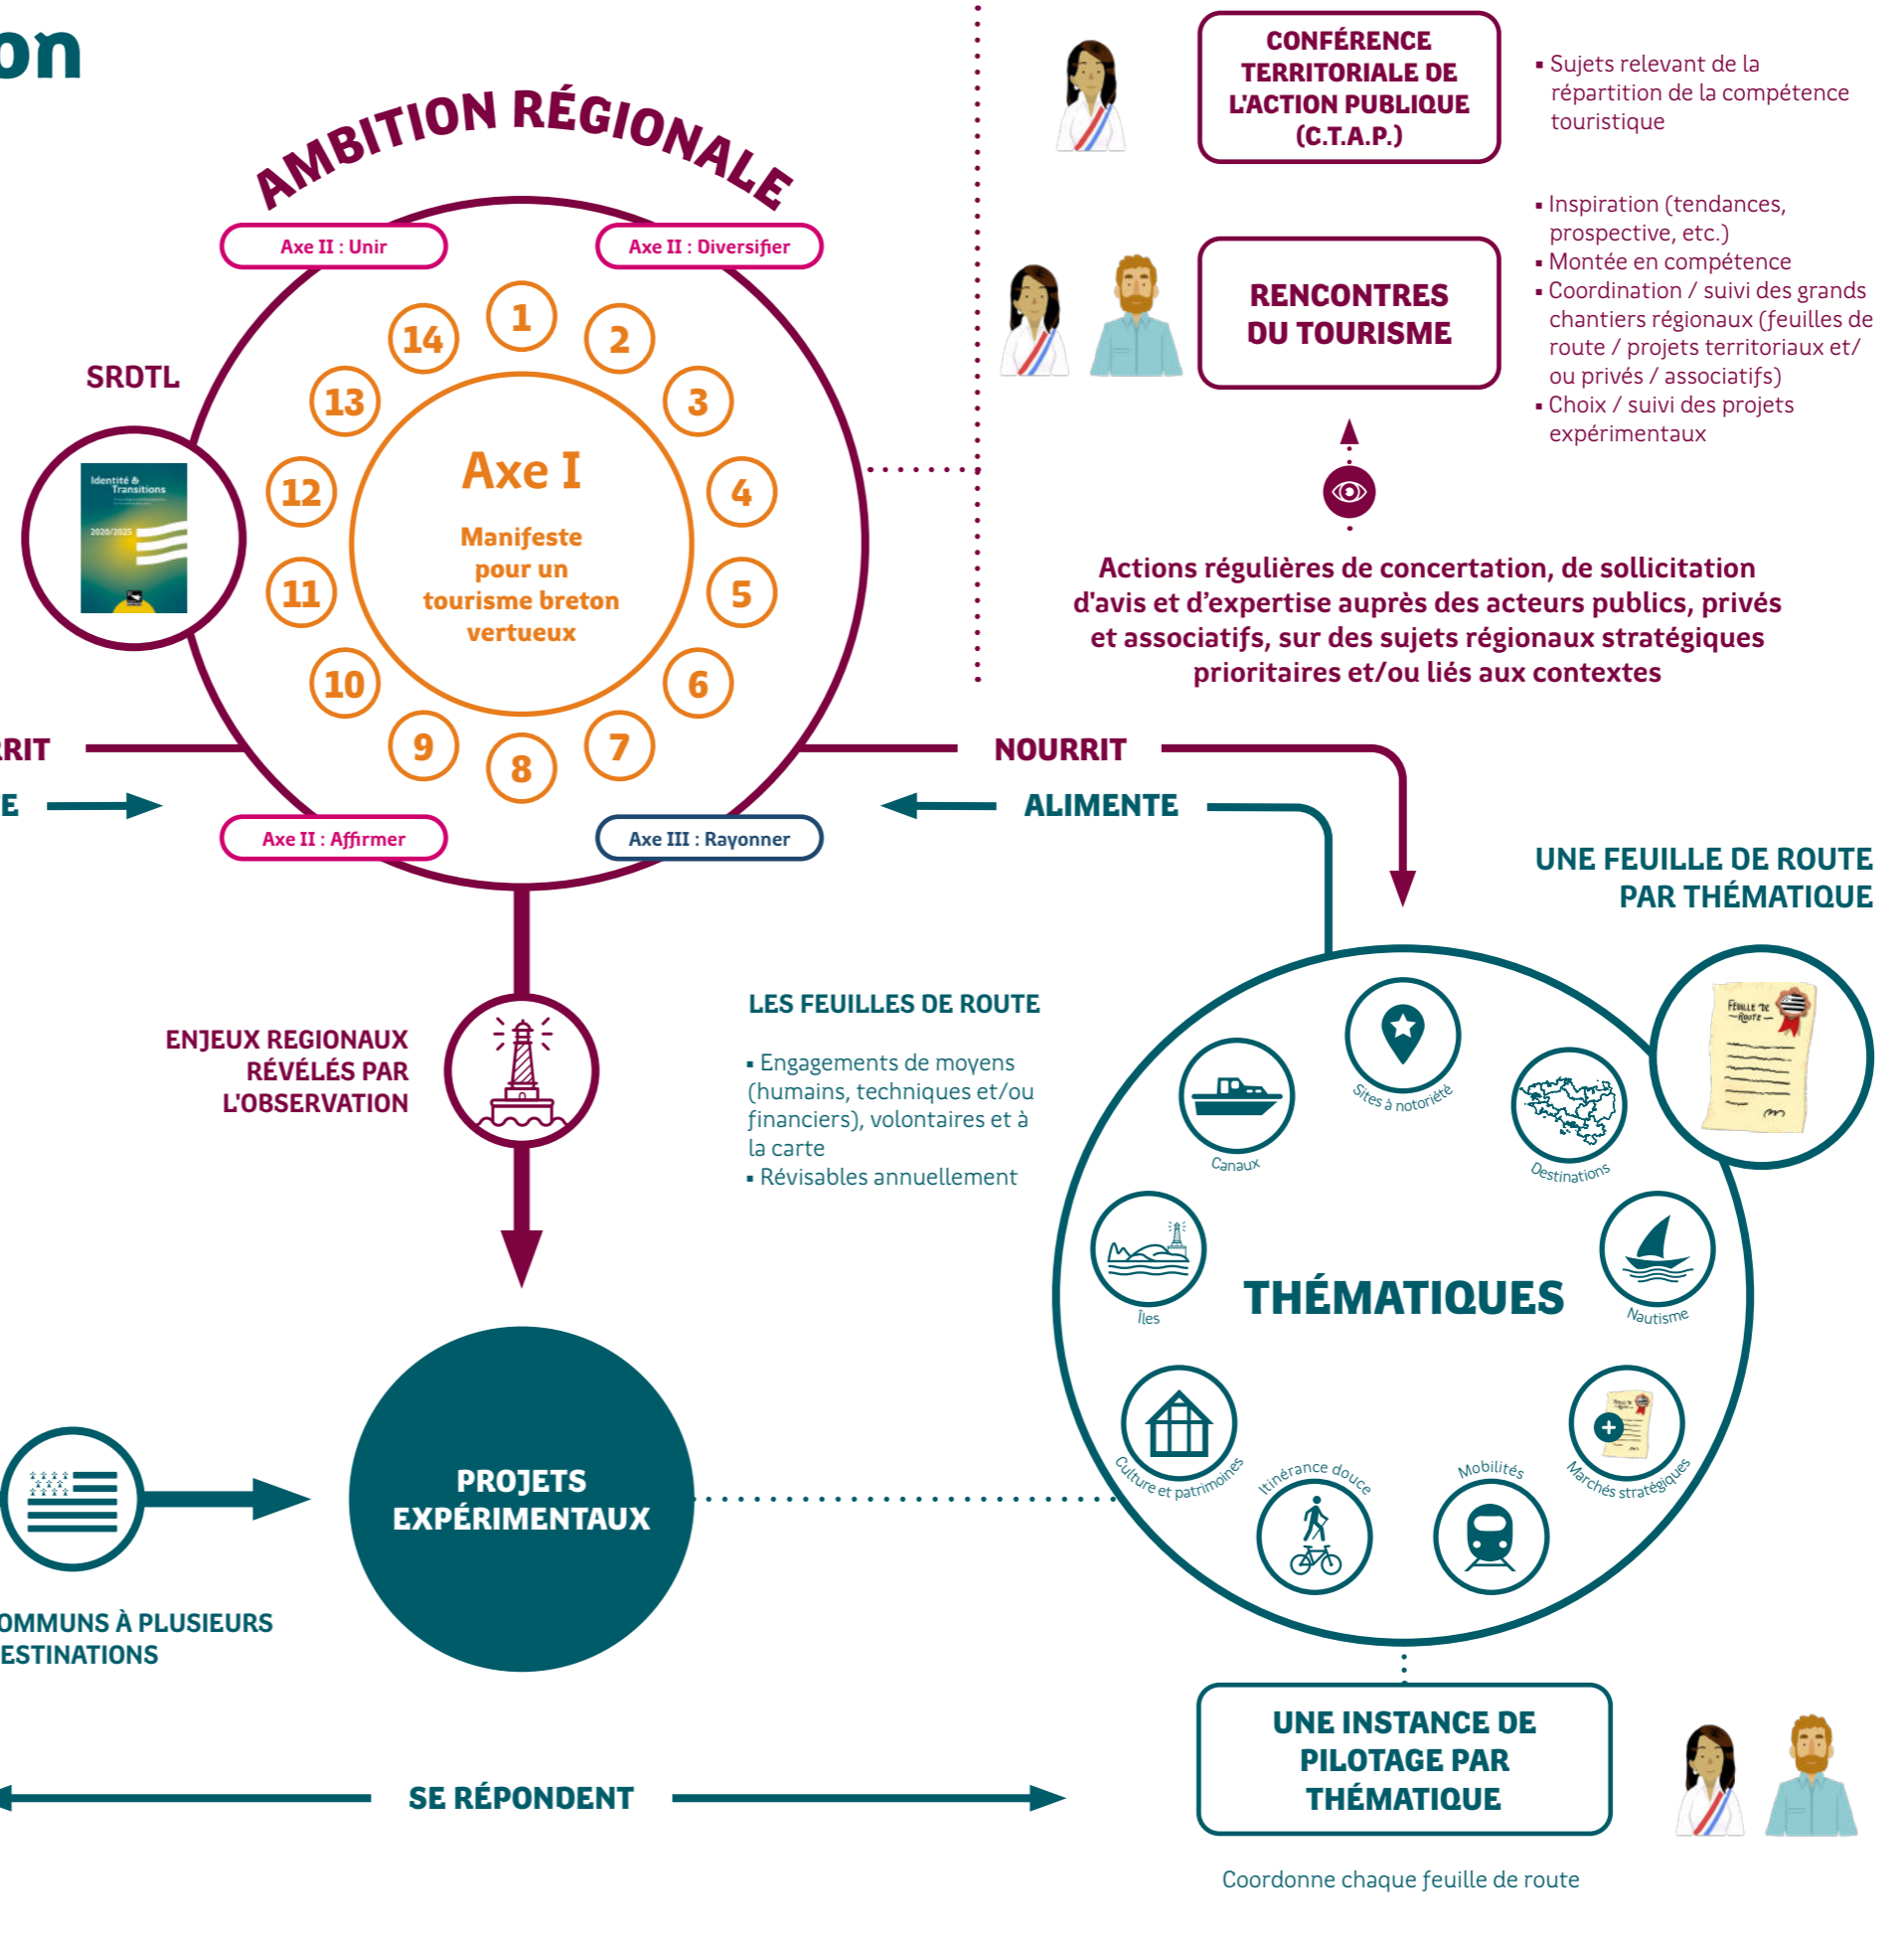 on
AMBITION RÉGIONALE
Axe II : Unir
Axe II : Diversifier
1
2
3
4
5
6
7
8
9
10
11
12
13
14
Axe I
Manifeste
pour un
tourisme breton
vertueux
SRDTL
Identité &
Transitions
2020/2025
Axe II : Affirmer
Axe III : Rayonner
RRIT
E
CONFÉRENCE
TERRITORIALE DE
L'ACTION PUBLIQUE
(C.T.A.P.)
▪ Sujets relevant de la
répartition de la compétence
touristique
RENCONTRES
DU TOURISME
▪ Inspiration (tendances,
prospective, etc.)
▪ Montée en compétence
▪ Coordination / suivi des grands
chantiers régionaux (feuilles de
route / projets territoriaux et/
ou privés / associatifs)
▪ Choix / suivi des projets
expérimentaux
Actions régulières de concertation, de sollicitation
d'avis et d’expertise auprès des acteurs publics, privés
et associatifs, sur des sujets régionaux stratégiques
prioritaires et/ou liés aux contextes
NOURRIT
ALIMENTE
UNE FEUILLE DE ROUTE
PAR THÉMATIQUE
FEUILLE DE
ROUTE
ENJEUX REGIONAUX
RÉVÉLÉS PAR
L'OBSERVATION
LES FEUILLES DE ROUTE
▪ Engagements de moyens
(humains, techniques et/ou
financiers), volontaires et à
la carte
▪ Révisables annuellement
THÉMATIQUES
Sites à notoriété
Destinations
Nautisme
Marchés stratégiques
Mobilités
Itinérance douce
Culture et patrimoines
Îles
Canaux
PROJETS
EXPÉRIMENTAUX
OMMUNS À PLUSIEURS
ESTINATIONS
SE RÉPONDENT
UNE INSTANCE DE
PILOTAGE PAR
THÉMATIQUE
Coordonne chaque feuille de route